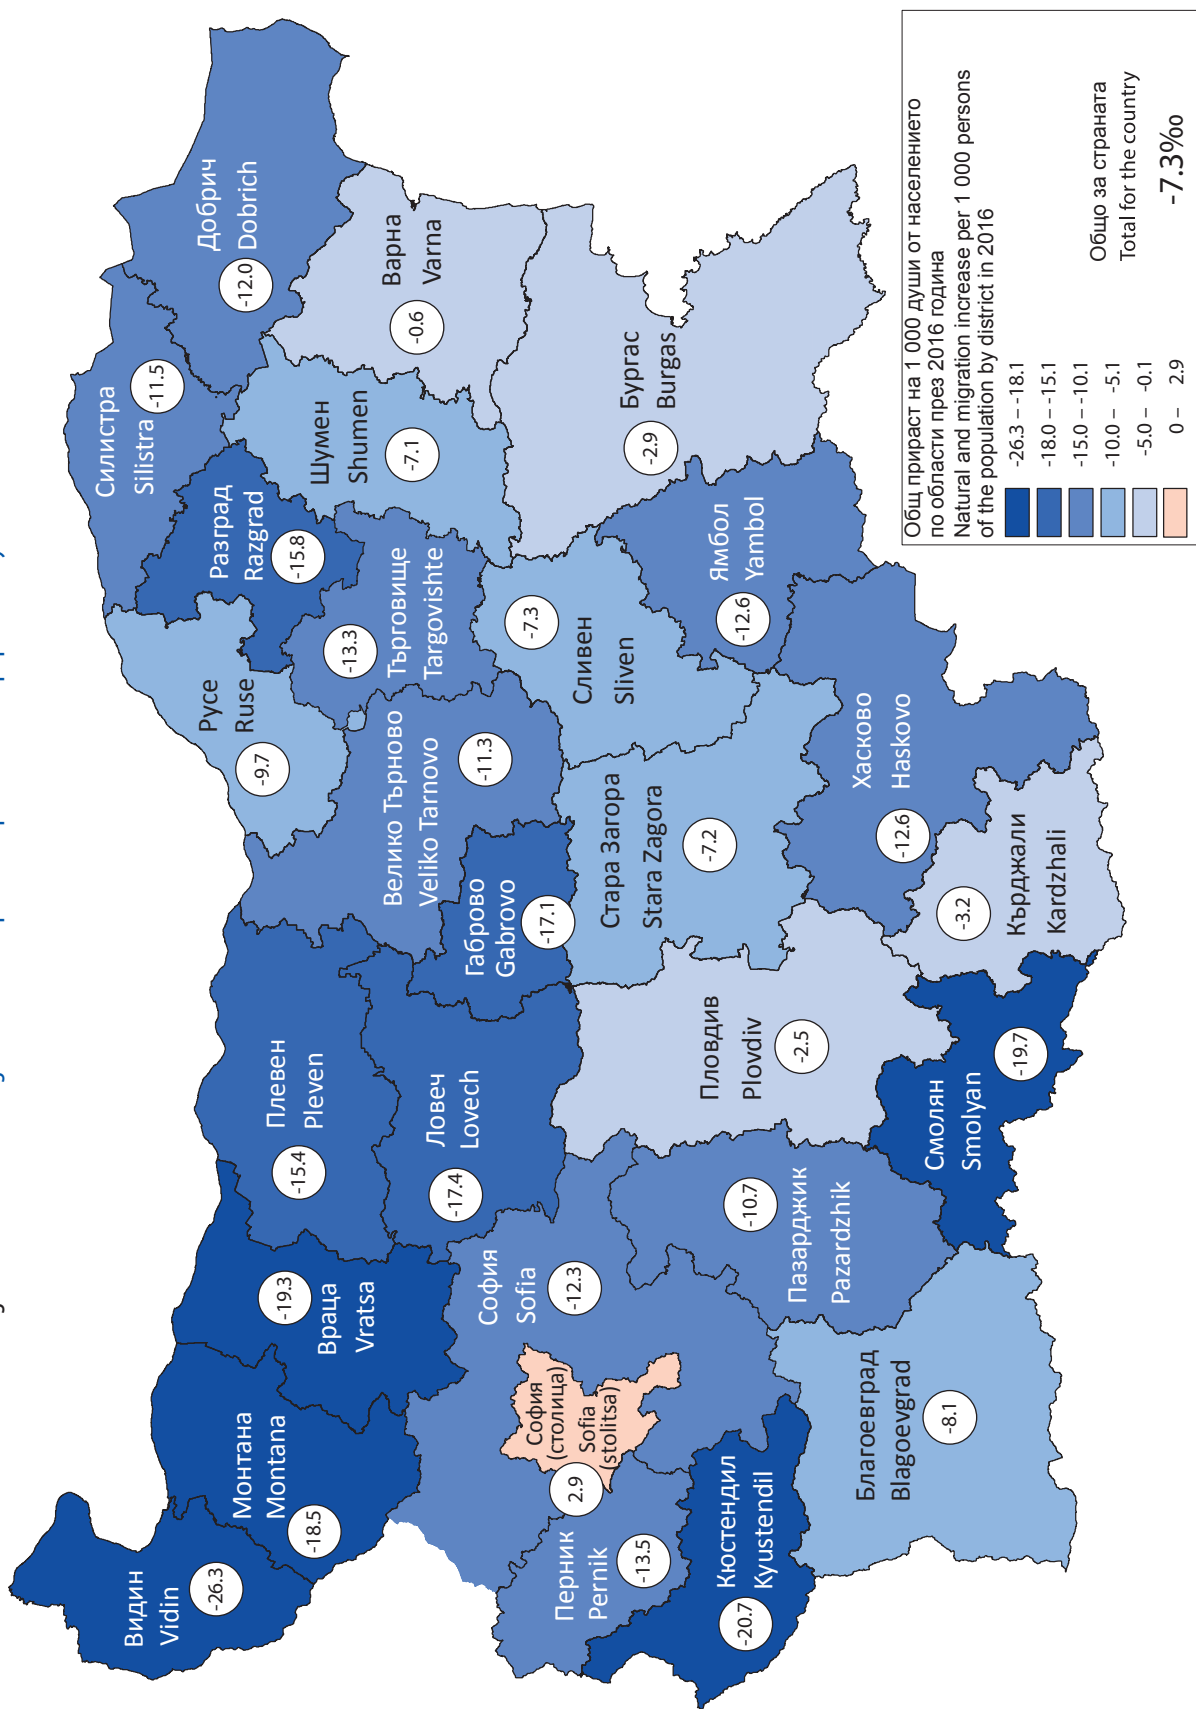 Видин
Vidin
-26.3
Монтана
Montana
-18.5
Враца
Vratsa
-19.3
Плевен
Pleven
-15.4
Ловеч
Lovech
-17.4
Габрово
Gabrovo
-17.1
Велико Търново
Veliko Tarnovo
-11.3
Русе
Ruse
-9.7
Разград
Razgrad
-15.8
Силистра
Silistra
-11.5
Добрич
Dobrich
-12.0
Търговище
Targovishte
-13.3
Шумен
Shumen
-7.1
Варна
Varna
-0.6
София
Sofia
-12.3
София
(столица)
Sofia
(stolitsa)
2.9
Перник
Pernik
-13.5
Кюстендил
Kyustendil
-20.7
Благоевград
Blagoevgrad
-8.1
Пазарджик
Pazardzhik
-10.7
Пловдив
Plovdiv
-2.5
Смолян
Smolyan
-19.7
Стара Загора
Stara Zagora
-7.2
Сливен
Sliven
-7.3
Ямбол
Yambol
-12.6
Бургас
Burgas
-2.9
Хасково
Haskovo
-12.6
Кърджали
Kardzhali
-3.2
Общ прираст на 1 000 души от населението
по области през 2016 година
Natural and migration increase per 1 000 persons
of the population by district in 2016
-26.3 – -18.1
-18.0 – -15.1
-15.0 – -10.1
-10.0 – -5.1
-5.0 – -0.1
0 – 2.9
Общо за страната
Total for the country
-7.3‰